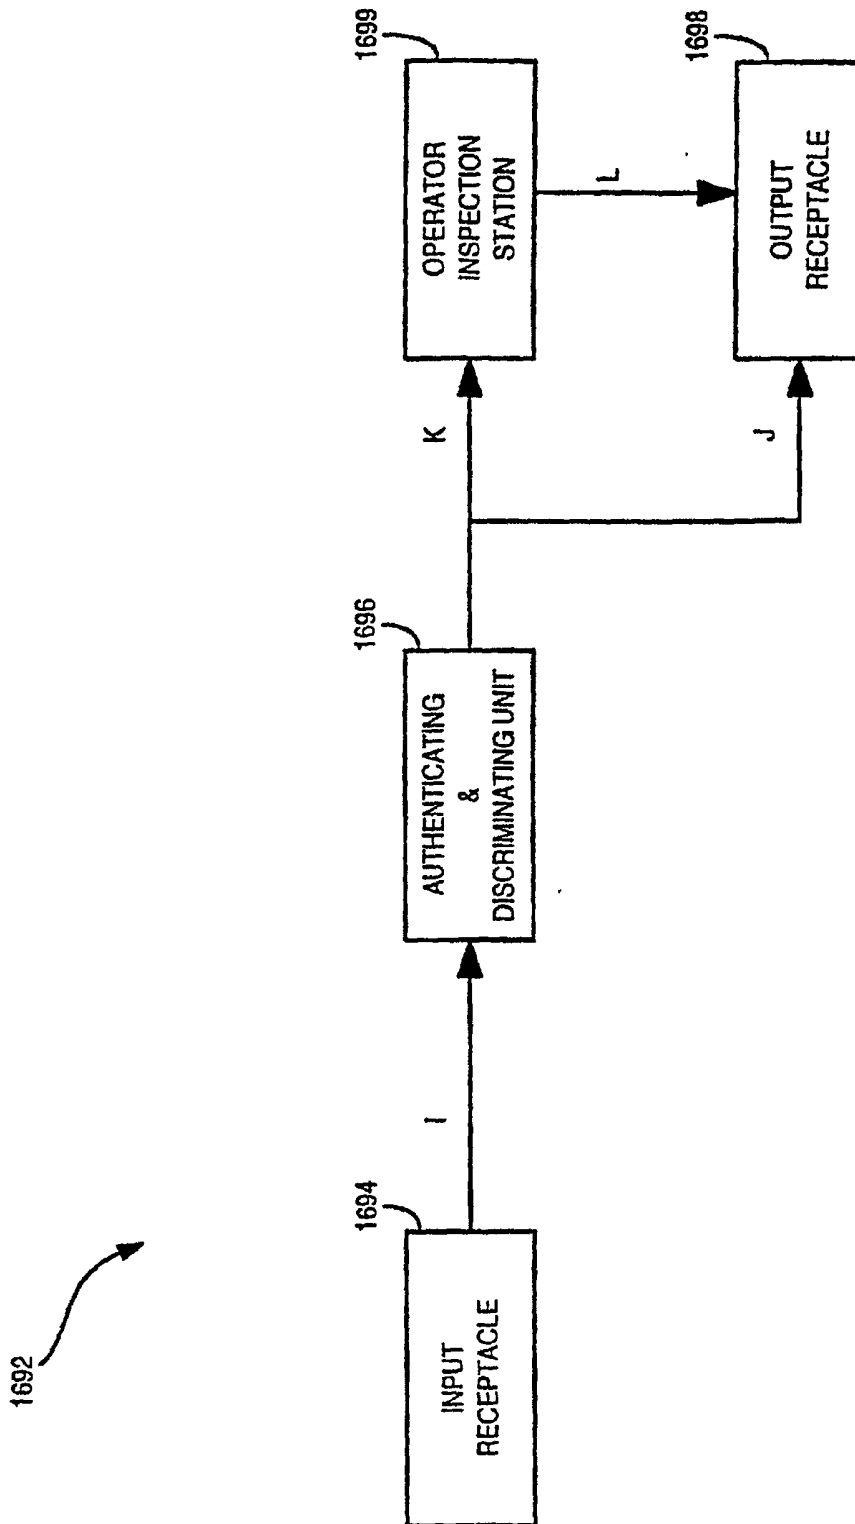 1692
1694
INPUT
RECEPTACLE
I
1696
AUTHENTICATING
&
DISCRIMINATING UNIT
K
J
1699
OPERATOR
INSPECTION
STATION
L
1698
OUTPUT
RECEPTACLE